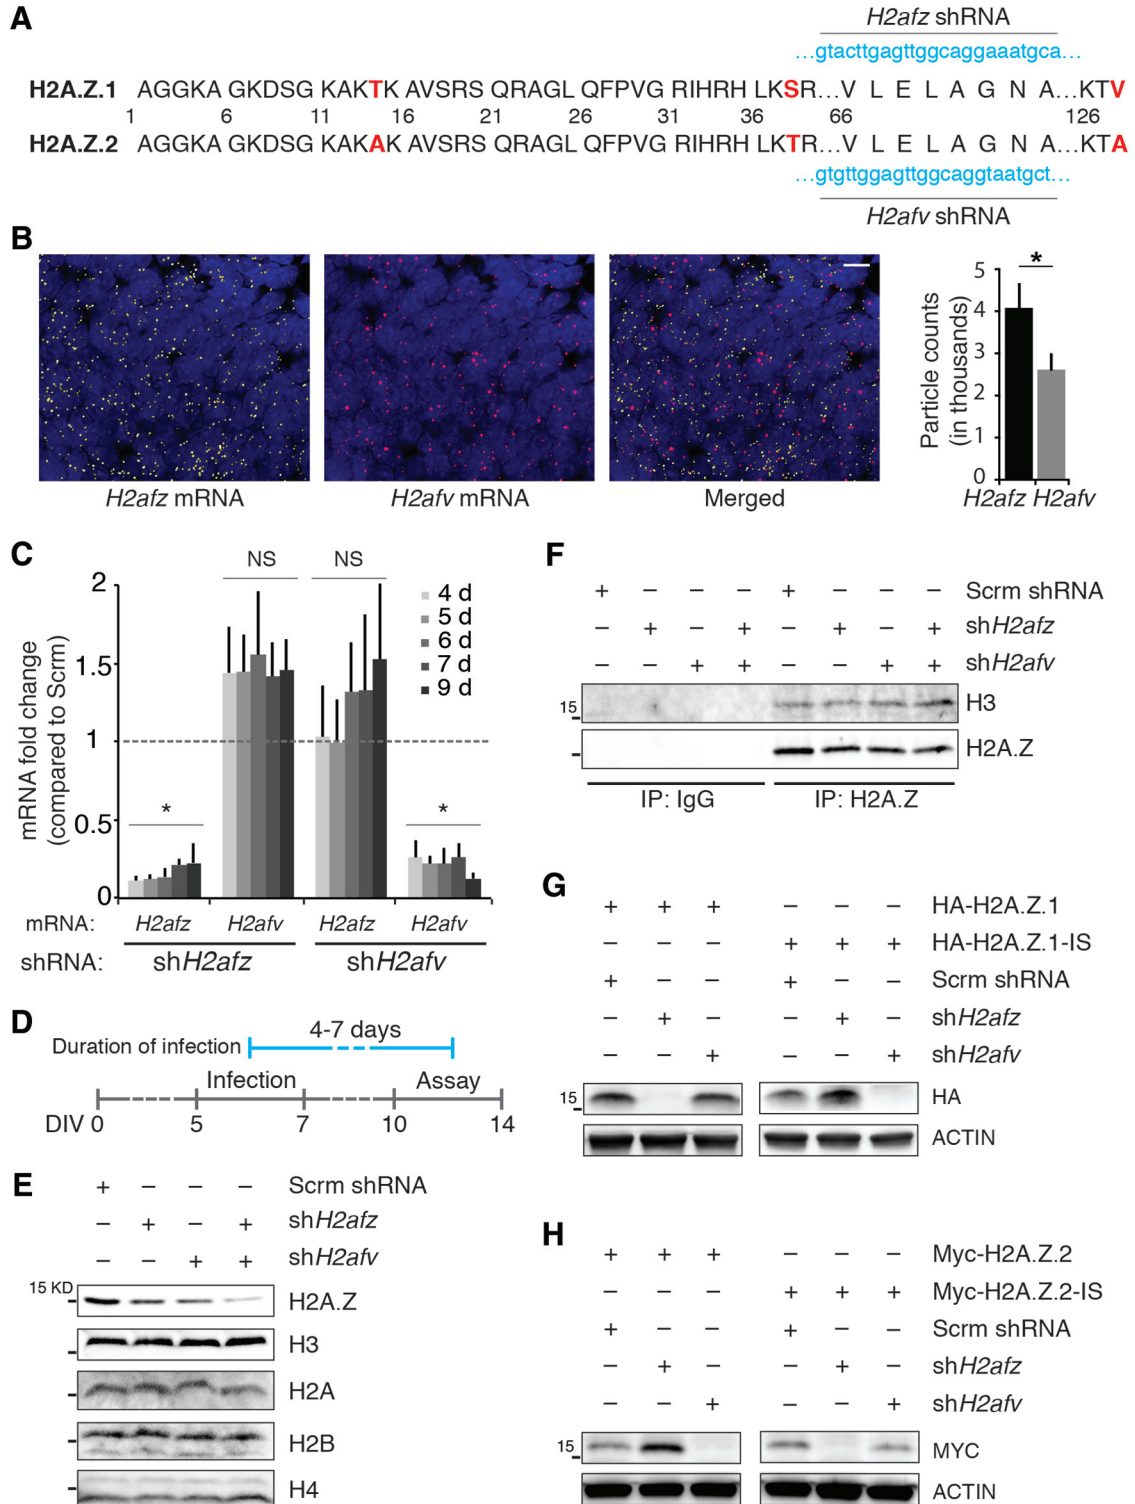 A
H2afz shRNA
...gtacttgagttggcaggaaatgca...
H2A.Z.1 AGGKA GKDSG KAKTK AVSRS QRAGL QFPVG RIHRH LKSR...V L E L A G N A...KTV
1 6 11 16 21 26 31 36 66 126
H2A.Z.2 AGGKA GKDSG KAKAK AVSRS QRAGL QFPVG RIHRH LKTR...V L E L A G N A...KTA
...gtgttggagttggcaggtaatgct...
H2afv shRNA
B
H2afz mRNA
H2afv mRNA
Merged
Particle counts
(in thousands)
5
4
3
2
1
0
*
H2afz H2afv
C
mRNA fold change
(compared to Scrm)
2
1.5
1
0.5
0
* NS NS *
4 d
5 d
6 d
7 d
9 d
mRNA: H2afz H2afv H2afz H2afv
shRNA: shH2afz shH2afv
D
4-7 days
Duration of infection
Infection Assay
DIV 0 5 7 10 14
E
+ − − − Scrm shRNA
− + − + shH2afz
− − + + shH2afv
15 KD
H2A.Z
H3
H2A
H2B
H4
F
+ − − − + − − − Scrm shRNA
− + − + − + − + shH2afz
− − + + − − + + shH2afv
15
H3
H2A.Z
IP: IgG IP: H2A.Z
G
+ + + − − − HA-H2A.Z.1
− − − + + + HA-H2A.Z.1-IS
+ − − + − − Scrm shRNA
− + − − + − shH2afz
− − + − − + shH2afv
15
HA
ACTIN
H
+ + + − − − Myc-H2A.Z.2
− − − + + + Myc-H2A.Z.2-IS
+ − − + − − Scrm shRNA
− + − − + − shH2afz
− − + − − + shH2afv
15
MYC
ACTIN